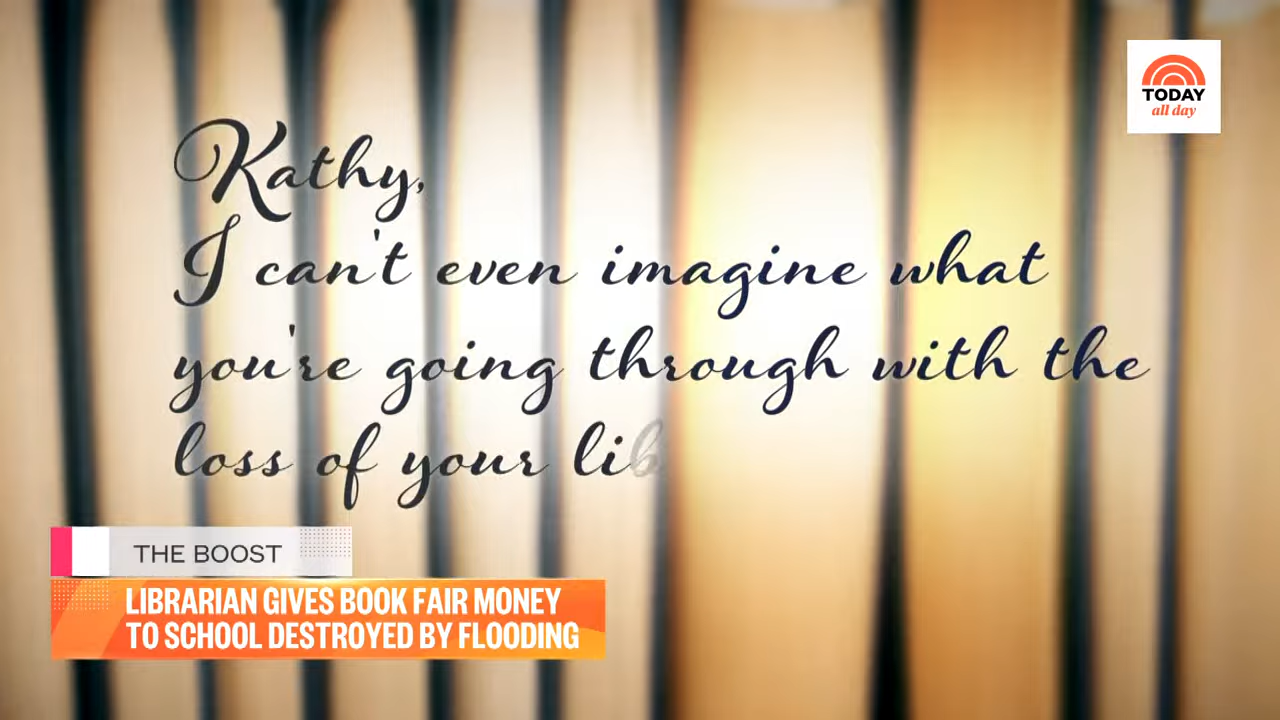 TODAY
all day
Kathy,
I can't even imagine what
you're going through with the
loss of your lib
THE BOOST
LIBRARIAN GIVES BOOK FAIR MONEY
TO SCHOOL DESTROYED BY FLOODING